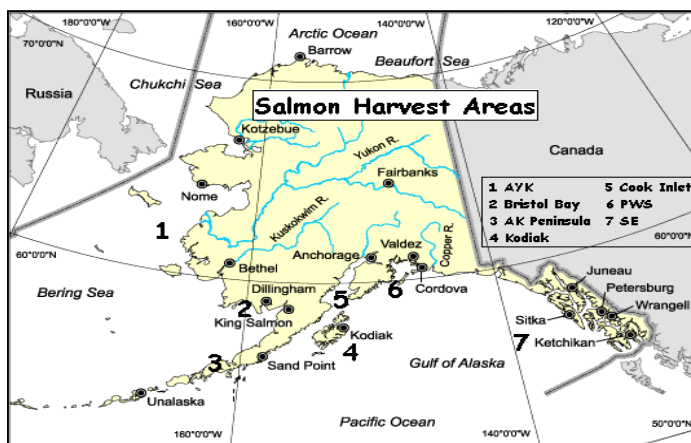 180°0'0"
160°0'0"W
140°0'0"W
120°0'0"W
Arctic Ocean
Barrow
Beaufort Sea
70°0'0"N
70°0'0"N
Chukchi Sea
Russia
Salmon Harvest Areas
Kotzebue
Yukon R.
Canada
Fairbanks
Nome
1 AYK
2 Bristol Bay
3 AK Peninsula
4 Kodiak
5 Cook Inlet
6 PWS
7 SE
Kuskokwim R.
1
Anchorage
Valdez
Copper R.
60°0'0"N
60°0'0"
Bethel
Cordova
Juneau
Dillingham
5
6
Petersburg
Bering Sea
2
Wrangell
King Salmon
Sitka
Kodiak
7
Ketchikan
4
3
Sand Point
Gulf of Alaska
Unalaska
Pacific Ocean
160°0'0"W
140°0'0"W